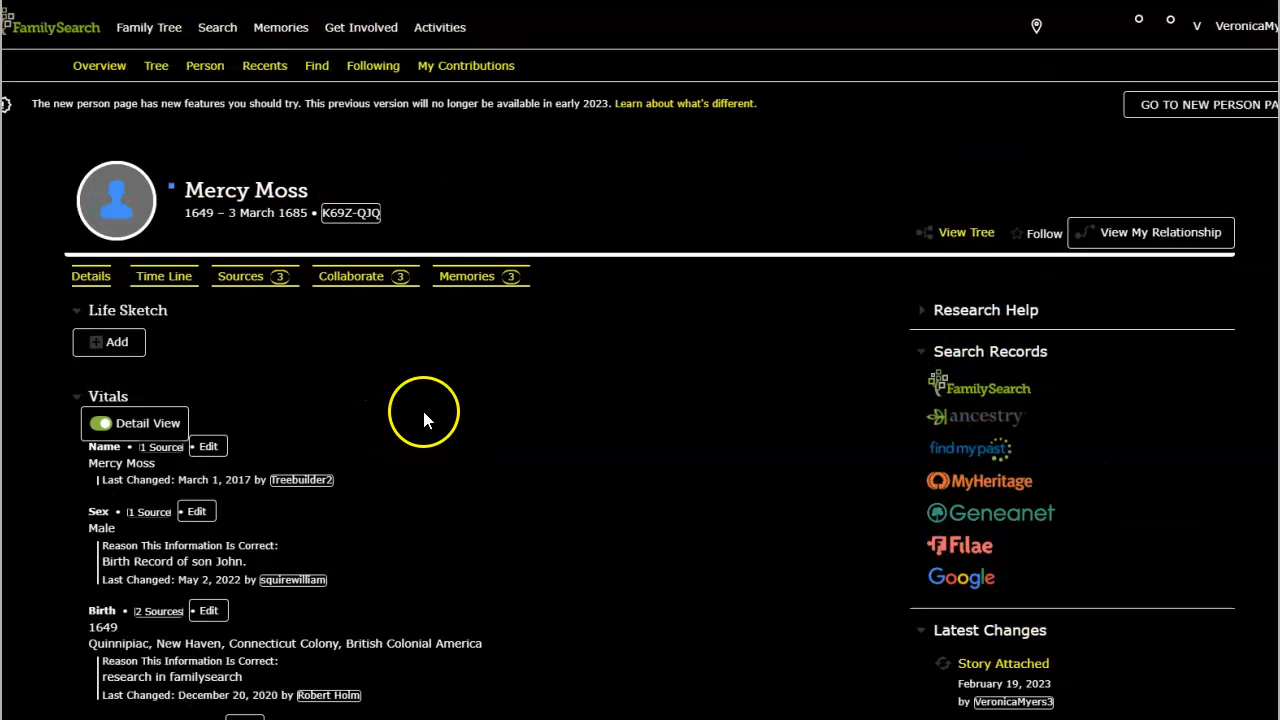 FamilySearch Family Tree Search Memories Get Involved Activities V VeronicaMy
Overview Tree Person Recents Find Following My Contributions
The new person page has new features you should try. This previous version will no longer be available in early 2023. Learn about what's different. GO TO NEW PERSON PA
Mercy Moss
1649 – 3 March 1685 • K69Z-QJQ
View Tree Follow View My Relationship
Details Time Line Sources 3 Collaborate 3 Memories 3
Life Sketch
Add
Vitals
Detail View
Name • 1 Source • Edit
Mercy Moss
Last Changed: March 1, 2017 by Treebuilder2
Sex • 1 Source • Edit
Male
Reason This Information Is Correct:
Birth Record of son John.
Last Changed: May 2, 2022 by squirewilliam
Birth • 2 Sources • Edit
1649
Quinnipiac, New Haven, Connecticut Colony, British Colonial America
Reason This Information Is Correct:
research in familysearch
Last Changed: December 20, 2020 by Robert Holm
Research Help
Search Records
FamilySearch
ancestry
findmypast
MyHeritage
Geneanet
Filae
Google
Latest Changes
Story Attached
February 19, 2023
by VeronicaMyers3